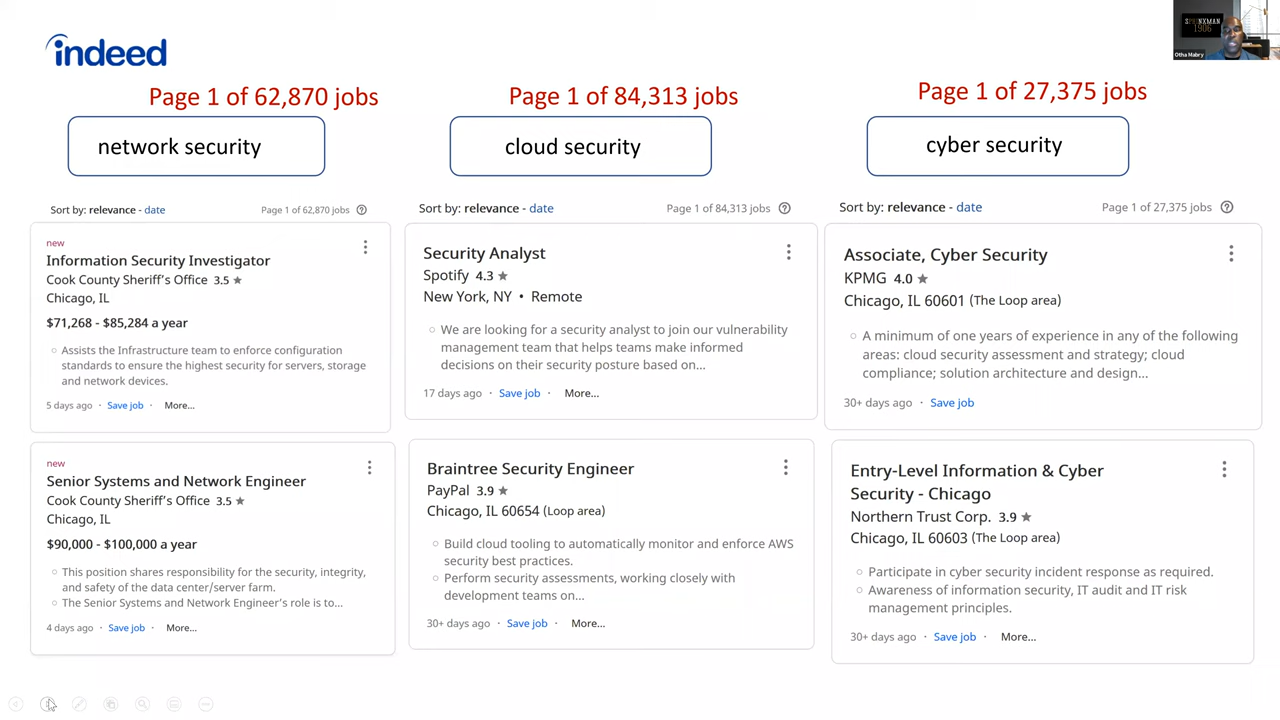 indeed
Page 1 of 62,870 jobs
network security
Sort by: relevance - date
Page 1 of 62,870 jobs
new
Information Security Investigator
Cook County Sheriff's Office 3.5
Chicago, IL
$71,268 - $85,284 a year
Assists the Infrastructure team to enforce configuration
standards to ensure the highest security for servers, storage
and network devices.
5 days ago · Save job · More...
new
Senior Systems and Network Engineer
Cook County Sheriff's Office 3.5
Chicago, IL
$90,000 - $100,000 a year
This position shares responsibility for the security, integrity,
and safety of the data center/server farm.
The Senior Systems and Network Engineer's role is to...
4 days ago · Save job · More...
Page 1 of 84,313 jobs
cloud security
Sort by: relevance - date
Page 1 of 84,313 jobs
Security Analyst
Spotify 4.3
New York, NY • Remote
We are looking for a security analyst to join our vulnerability
management team that helps teams make informed
decisions on their security posture based on...
17 days ago · Save job · More...
Braintree Security Engineer
PayPal 3.9
Chicago, IL 60654 (Loop area)
Build cloud tooling to automatically monitor and enforce AWS
security best practices.
Perform security assessments, working closely with
development teams on...
30+ days ago · Save job · More...
Page 1 of 27,375 jobs
cyber security
Sort by: relevance - date
Page 1 of 27,375 jobs
Associate, Cyber Security
KPMG 4.0
Chicago, IL 60601 (The Loop area)
A minimum of one years of experience in any of the following
areas: cloud security assessment and strategy; cloud
compliance; solution architecture and design...
30+ days ago · Save job
Entry-Level Information & Cyber
Security - Chicago
Northern Trust Corp. 3.9
Chicago, IL 60603 (The Loop area)
Participate in cyber security incident response as required.
Awareness of information security, IT audit and IT risk
management principles.
30+ days ago · Save job · More...
1906
Otha Mabry